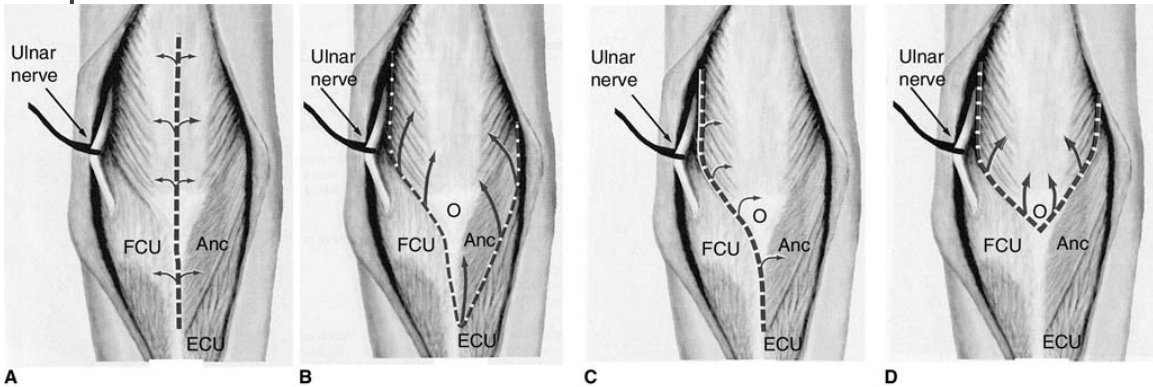 Ulnar
nerve
FCU
Anc
ECU
A
Ulnar
nerve
O
FCU
Anc
ECU
B
Ulnar
nerve
O
FCU
Anc
ECU
C
Ulnar
nerve
O
FCU
Anc
ECU
D